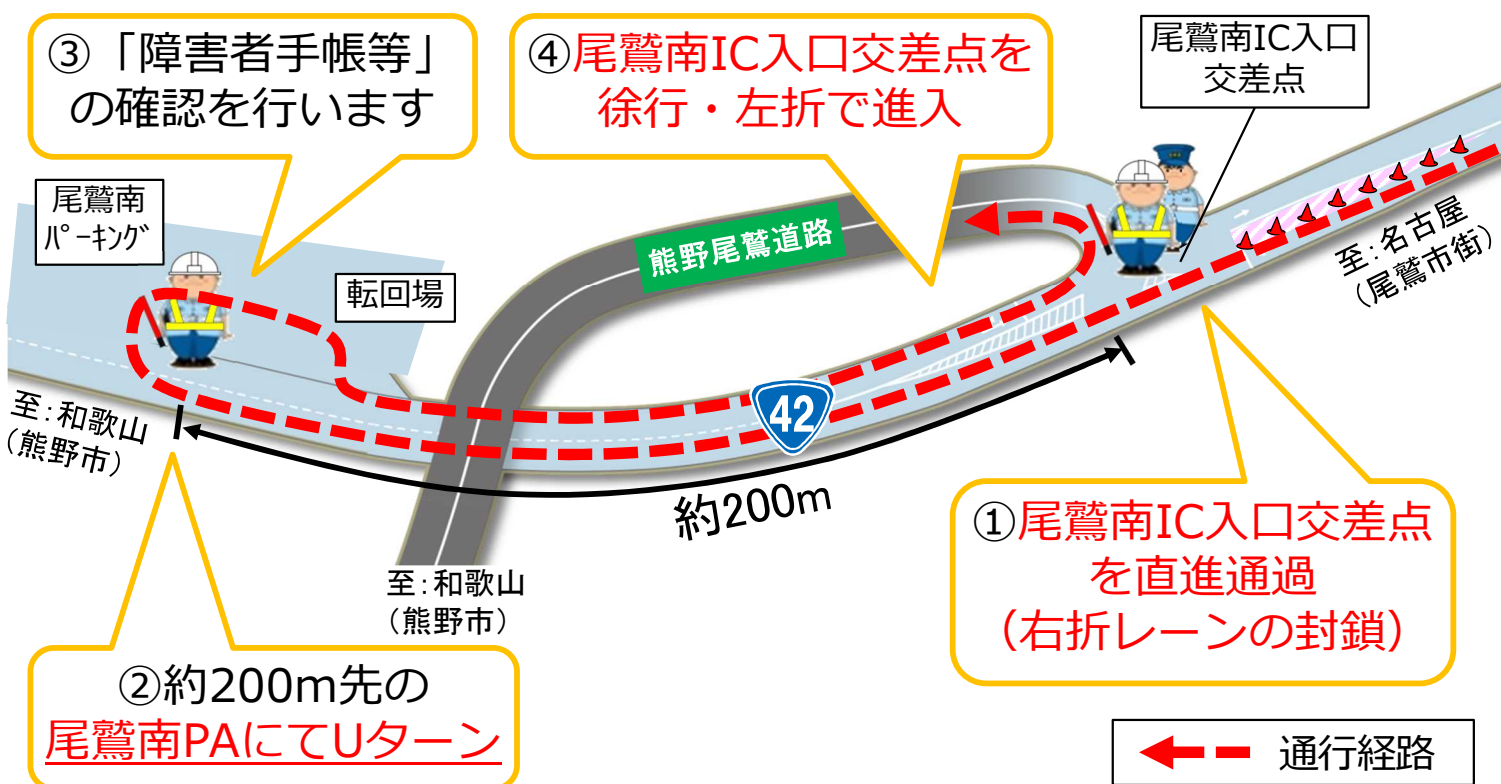 ③「障害者手帳等」
の確認を行います
④尾鷲南IC入口交差点を
徐行・左折で進入
尾鷲南IC入口
交差点
尾鷲南
ﾊﾟｰｷﾝｸﾞ
転回場
熊野尾鷲道路
至:名古屋
(尾鷲市街)
至:和歌山
(熊野市)
42
約200m
至:和歌山
(熊野市)
①尾鷲南IC入口交差点
を直進通過
（右折レーンの封鎖）
②約200m先の
尾鷲南PAにてUターン
通行経路